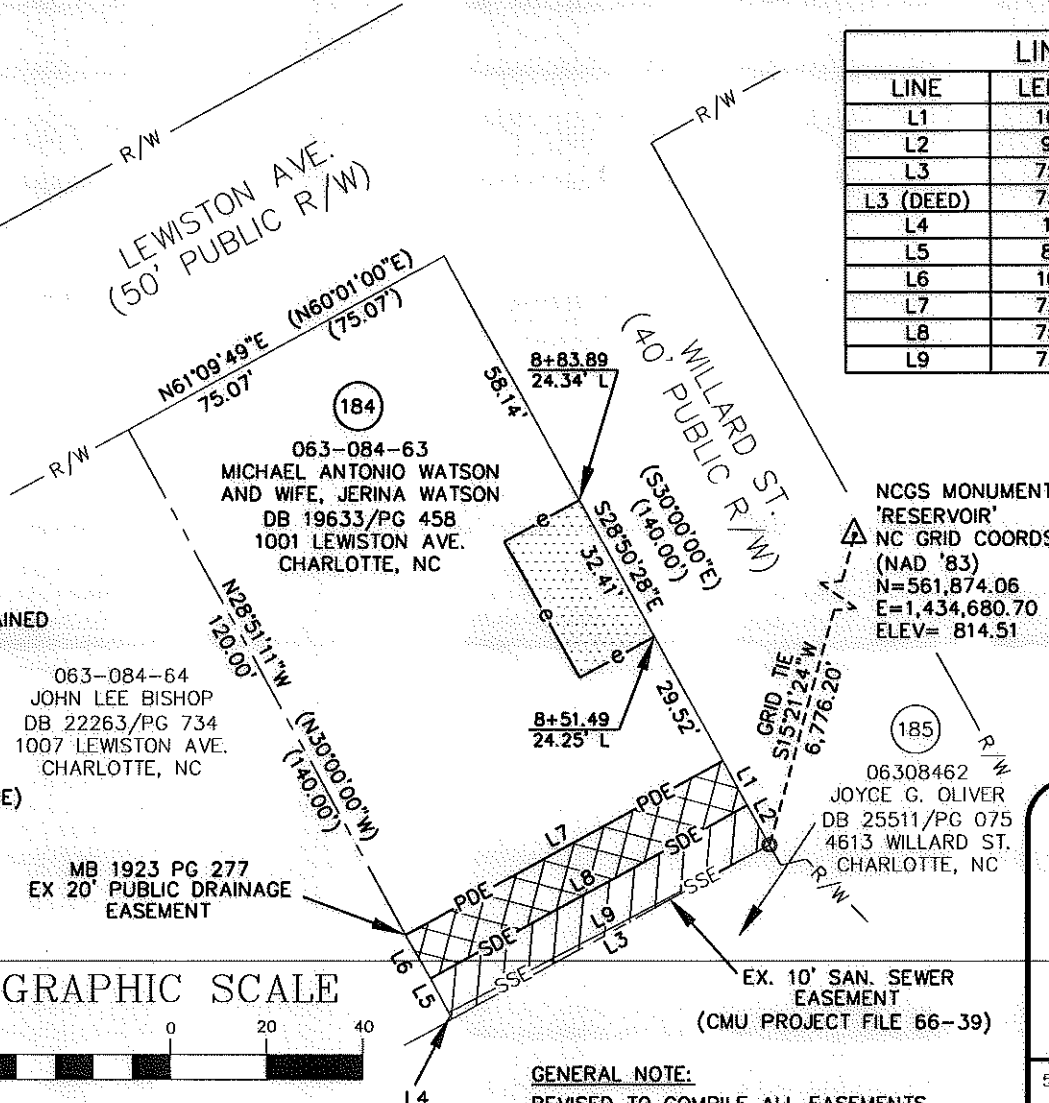 R/W
R/W
LEWISTON AVE.
(50' PUBLIC R/W)
LINE
L1
L2
L3
L3 (DEED)
L4
L5
L6
L7
L8
L9
N61°09'49"E
75.07'
(N60°01'00"E)
(75.07')
R/W
184
063-084-63
MICHAEL ANTONIO WATSON
AND WIFE, JERINA WATSON
DB 19633/PG 458
1001 LEWISTON AVE.
CHARLOTTE, NC
58.14'
8+83.89
24.34' L
WILLARD ST.
(40' PUBLIC R/W)
(S30°00'00"E)
(140.00')
S28°50'28"E
32.41'
e
e
e
NCGS MONUMENT
'RESERVOIR'
NC GRID COORDS
(NAD '83)
N=561,874.06
E=1,434,680.70
ELEV= 814.51
N28°51'11"W
120.00'
(N30°00'00"W)
(140.00')
063-084-64
JOHN LEE BISHOP
DB 22263/PG 734
1007 LEWISTON AVE.
CHARLOTTE, NC
8+51.49
24.25' L
29.52'
GRID TIE
S15°21'24"W
6,776.20'
185
R/W
06308462
JOYCE G. OLIVER
DB 25511/PG 075
4613 WILLARD ST.
CHARLOTTE, NC
R/W
L1
L2
L7
PDE
PDE
L8
SDE
SDE
L9
SSE
SSE
L3
L6
L5
L4
MB 1923 PG 277
EX 20' PUBLIC DRAINAGE
EASEMENT
EX. 10' SAN. SEWER
EASEMENT
(CMU PROJECT FILE 66-39)
GRAPHIC SCALE
0 20 40
GENERAL NOTE:
REVISED TO COMPILE ALL EASEMENTS